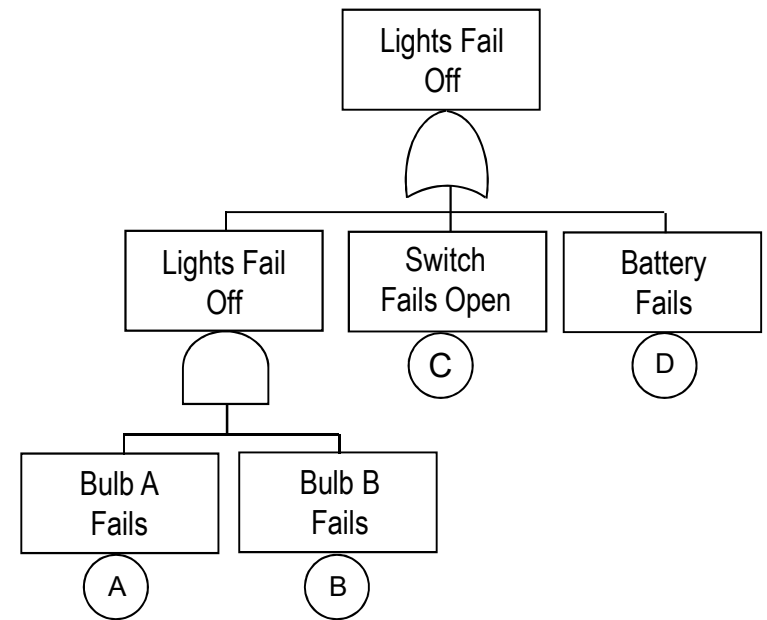 Lights Fail
Off
Lights Fail
Off
Switch
Fails Open
Battery
Fails
C
D
Bulb A
Fails
Bulb B
Fails
A
B